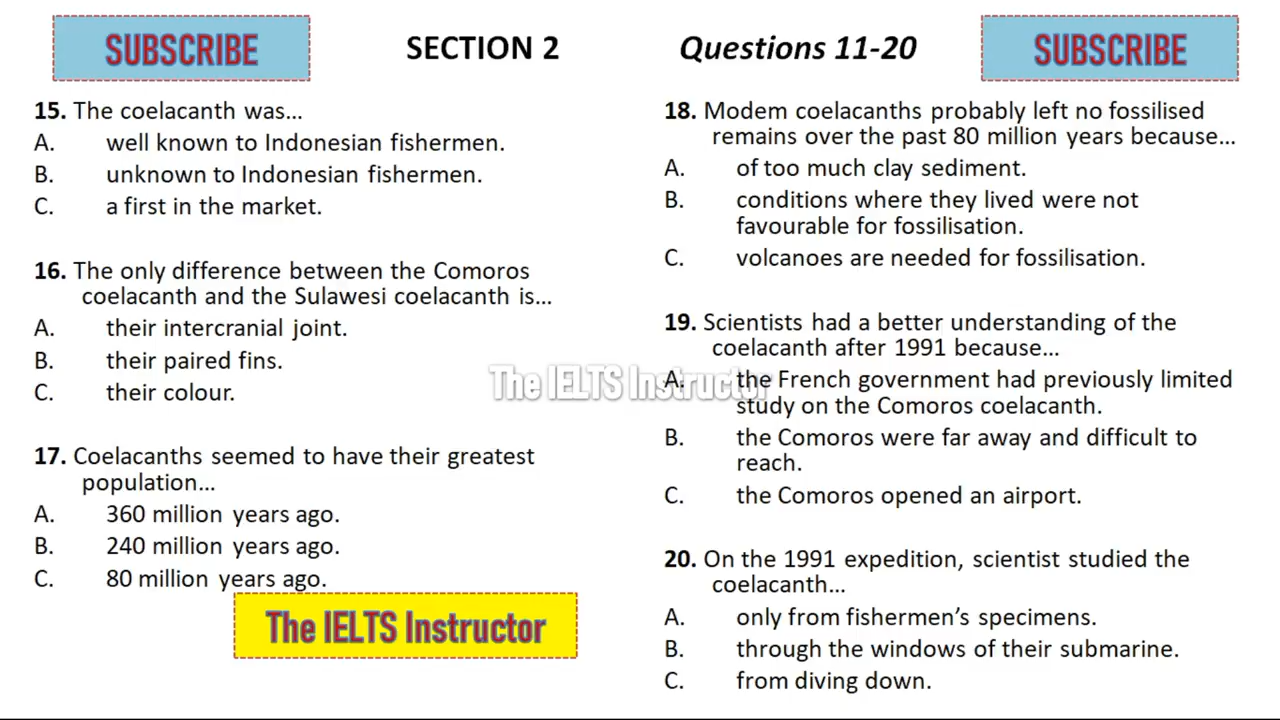 SUBSCRIBE
SECTION 2
Questions 11-20
SUBSCRIBE
15. The coelacanth was...
A. well known to Indonesian fishermen.
B. unknown to Indonesian fishermen.
C. a first in the market.
16. The only difference between the Comoros
coelacanth and the Sulawesi coelacanth is...
A. their intercranial joint.
B. their paired fins.
C. their colour.
17. Coelacanths seemed to have their greatest
population...
A. 360 million years ago.
B. 240 million years ago.
C. 80 million years ago.
The IELTS Instructor
18. Modem coelacanths probably left no fossilised
remains over the past 80 million years because...
A. of too much clay sediment.
B. conditions where they lived were not
favourable for fossilisation.
C. volcanoes are needed for fossilisation.
19. Scientists had a better understanding of the
coelacanth after 1991 because...
The IELTS Instructor
A. the French government had previously limited
study on the Comoros coelacanth.
B. the Comoros were far away and difficult to
reach.
C. the Comoros opened an airport.
20. On the 1991 expedition, scientist studied the
coelacanth...
A. only from fishermen's specimens.
B. through the windows of their submarine.
C. from diving down.